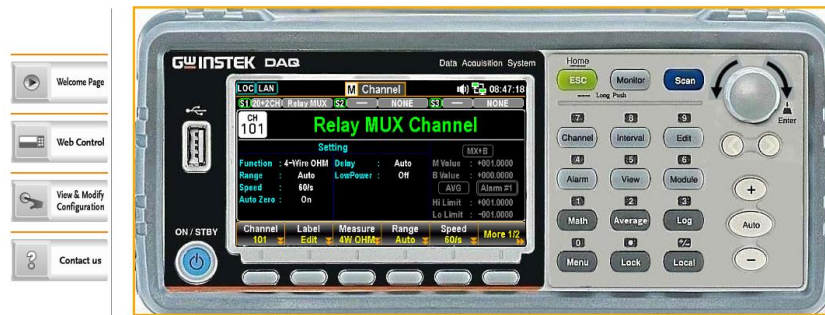 Welcome Page
Web Control
View & Modify
Configuration
Contact us
GW INSTEK DAQ
Data Acquisition System
LOC LAN
M Channel
08:47:18
S1 20+2CH Relay MUX S2 — NONE S3 — NONE
CH
101
Relay MUX Channel
Setting
MX+B
Function : 4-Wire OHM Delay : Auto M Value : +001.0000
Range : Auto LowPower : Off B Value : +000.0000
Speed : 60/s AVG Alarm #1
Auto Zero : On Hi Limit : +001.0000
Lo Limit : -001.0000
Channel Label Measure Range Speed More 1/2
101 Edit 4W OHM Auto 60/s
ON / STBY
Home
ESC Monitor Scan
Long Push
Enter
7 8 9
Channel Interval Edit
4 5 6
Alarm View Module
1 2 3
Math Average Log
0 +/-
Menu Lock Local
+
Auto
−